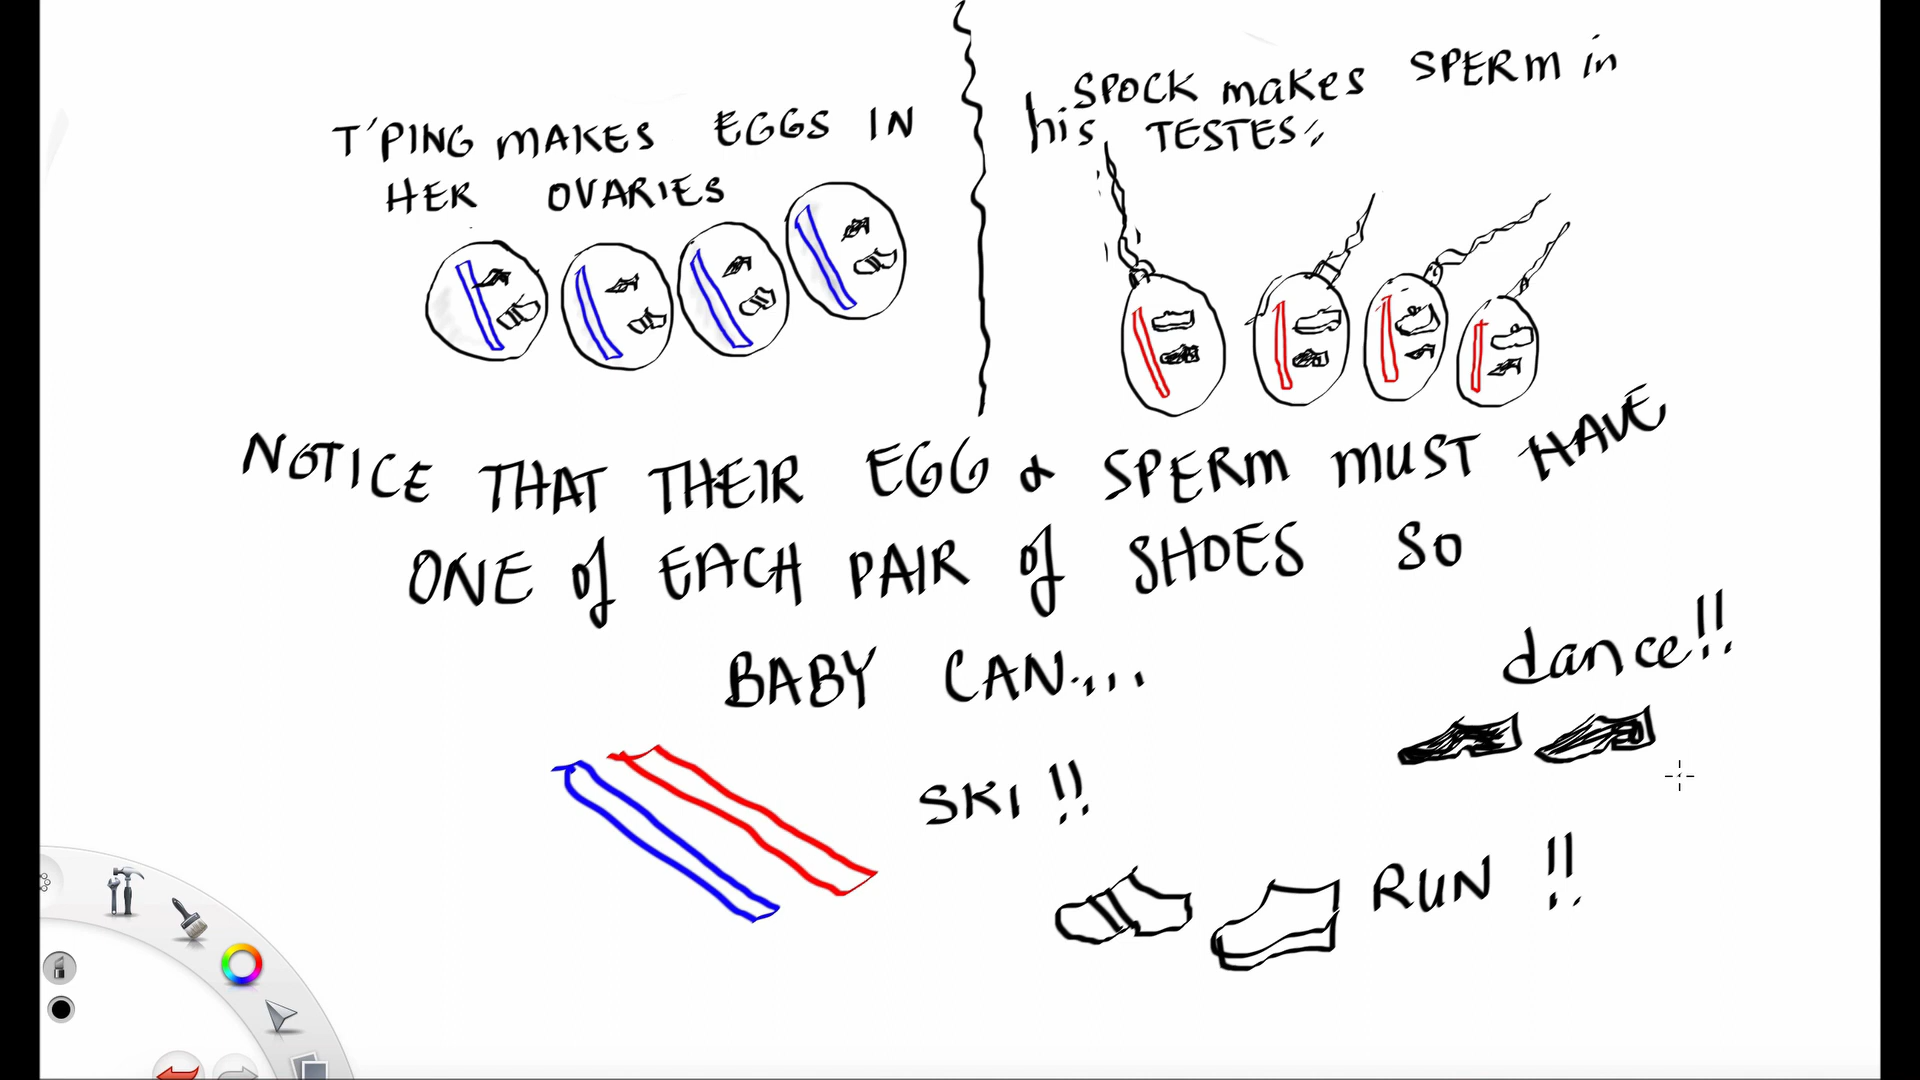 T'PING MAKES EGGS IN
HER OVARIES
SPOCK makes SPERM in
his TESTES
NOTICE THAT THEIR EGG & SPERM MUST HAVE
ONE of EACH PAIR of SHOES SO
BABY CAN....
dance!!
SKI!!
RUN!!